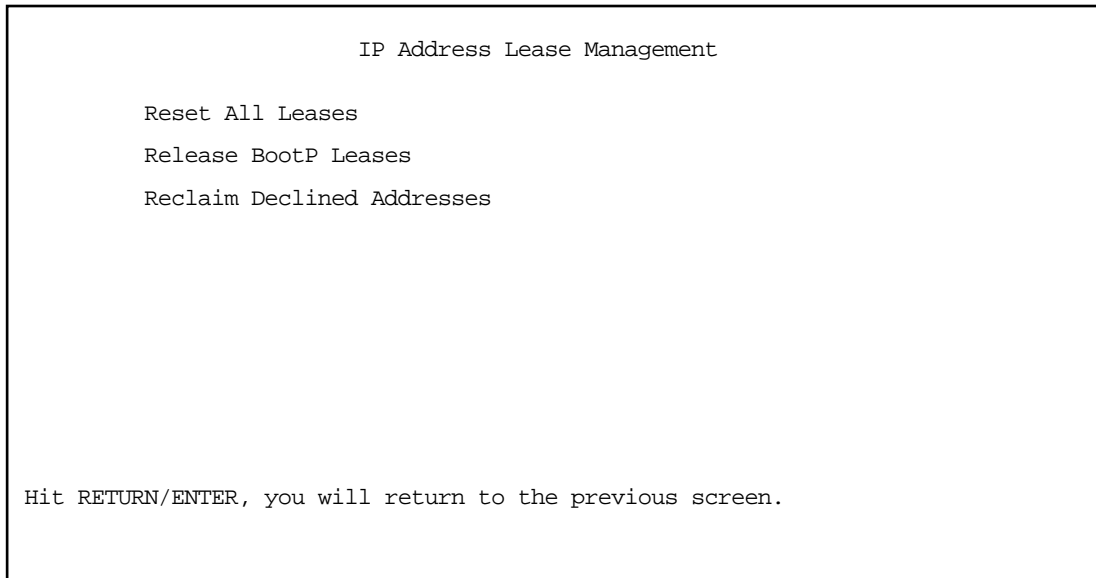 IP Address Lease Management
Reset All Leases
Release BootP Leases
Reclaim Declined Addresses
Hit RETURN/ENTER, you will return to the previous screen.